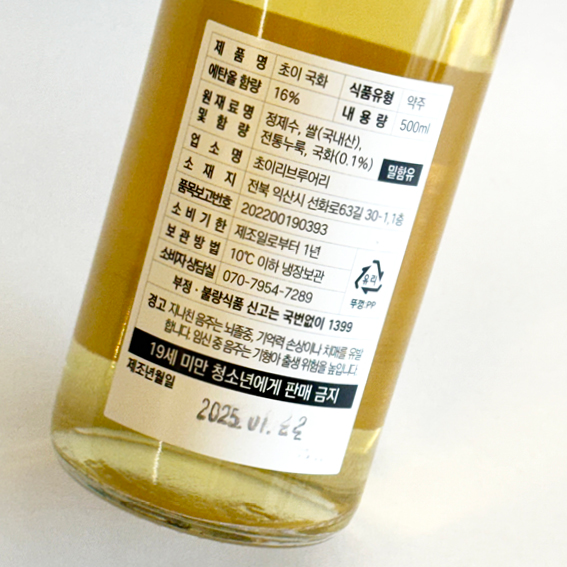 제 품 명 초이 국화 식품유형 약주
에탄올 함량 16% 내 용 량 500ml
원 재 료 명 및 함 량 정제수, 쌀(국내산),
전통누룩, 국화(0.1%) 밀함유
업 소 명 초이리브루어리
소 재 지 전북 익산시 선화로63길 30-1,1층
품목보고번호 202200190393
소 비 기 한 제조일로부터 1년
보 관 방 법 10℃ 이하 냉장보관
소비자상담실 070-7954-7289
유리
뚜껑:PP
부정 · 불량식품 신고는 국번없이 1399
경고 지나친 음주는 뇌졸중, 기억력 손상이나 치매를 유발
합니다. 임신 중 음주는 기형아 출생 위험을 높입니다.
19세 미만 청소년에게 판매 금지
제조년월일
2025. 01.